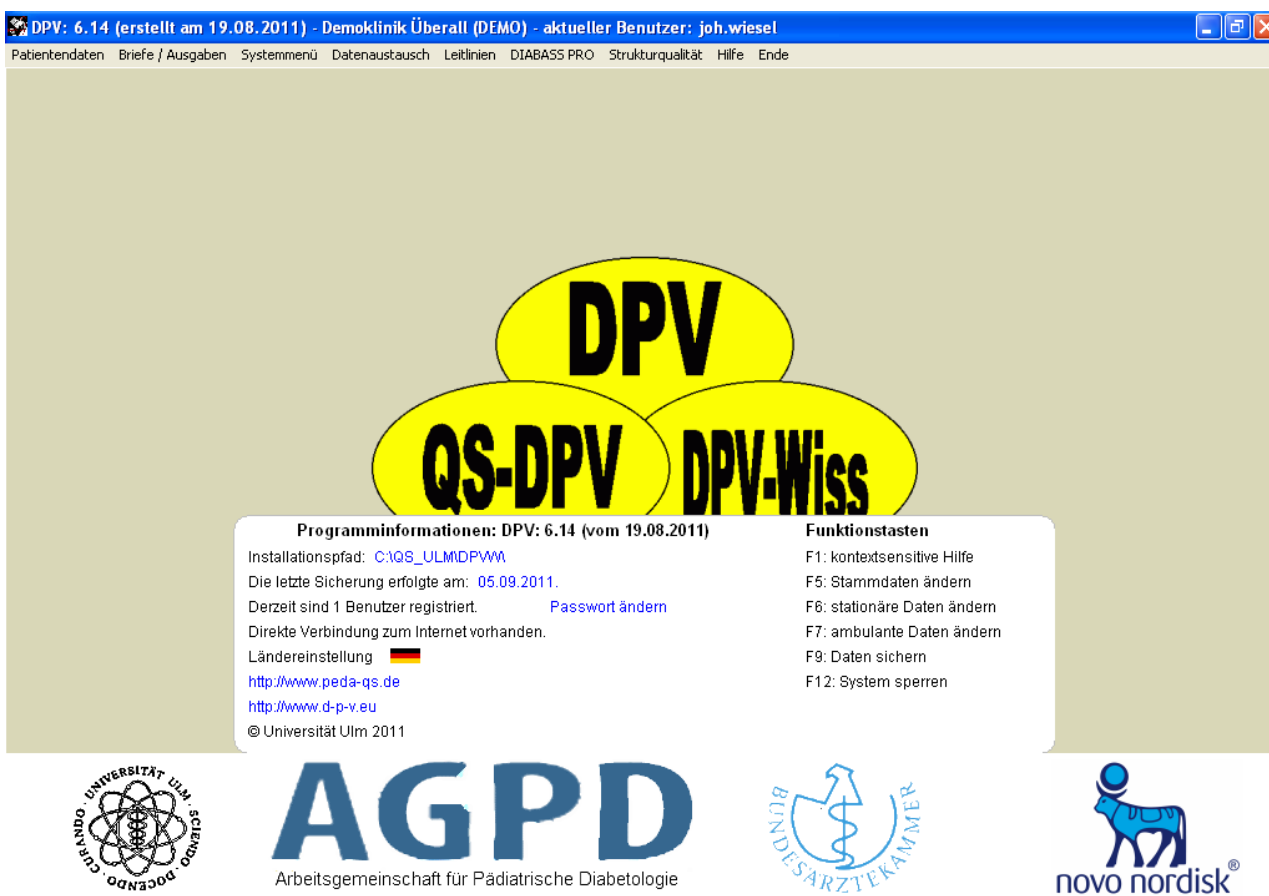 DPV: 6.14 (erstellt am 19.08.2011) - Demoklinik Überall (DEMO) - aktueller Benutzer: joh.wiesel
Patientendaten Briefe / Ausgaben Systemmenü Datenaustausch Leitlinien DIABASS PRO Strukturqualität Hilfe Ende
DPV
QS-DPV DPV-Wiss
Programminformationen: DPV: 6.14 (vom 19.08.2011)
Installationspfad: C:\QS_ULM\DPVW\
Die letzte Sicherung erfolgte am: 05.09.2011.
Derzeit sind 1 Benutzer registriert. Passwort ändern
Direkte Verbindung zum Internet vorhanden.
Ländereinstellung
http://www.peda-qs.de
http://www.d-p-v.eu
© Universität Ulm 2011
Funktionstasten
F1: kontextsensitive Hilfe
F5: Stammdaten ändern
F6: stationäre Daten ändern
F7: ambulante Daten ändern
F9: Daten sichern
F12: System sperren
UNIVERSITÄT ULM · SCIENDO · DOCENDO · CURANDO ·
AGPD
Arbeitsgemeinschaft für Pädiatrische Diabetologie
BUNDESÄRZTEKAMMER
novo nordisk®